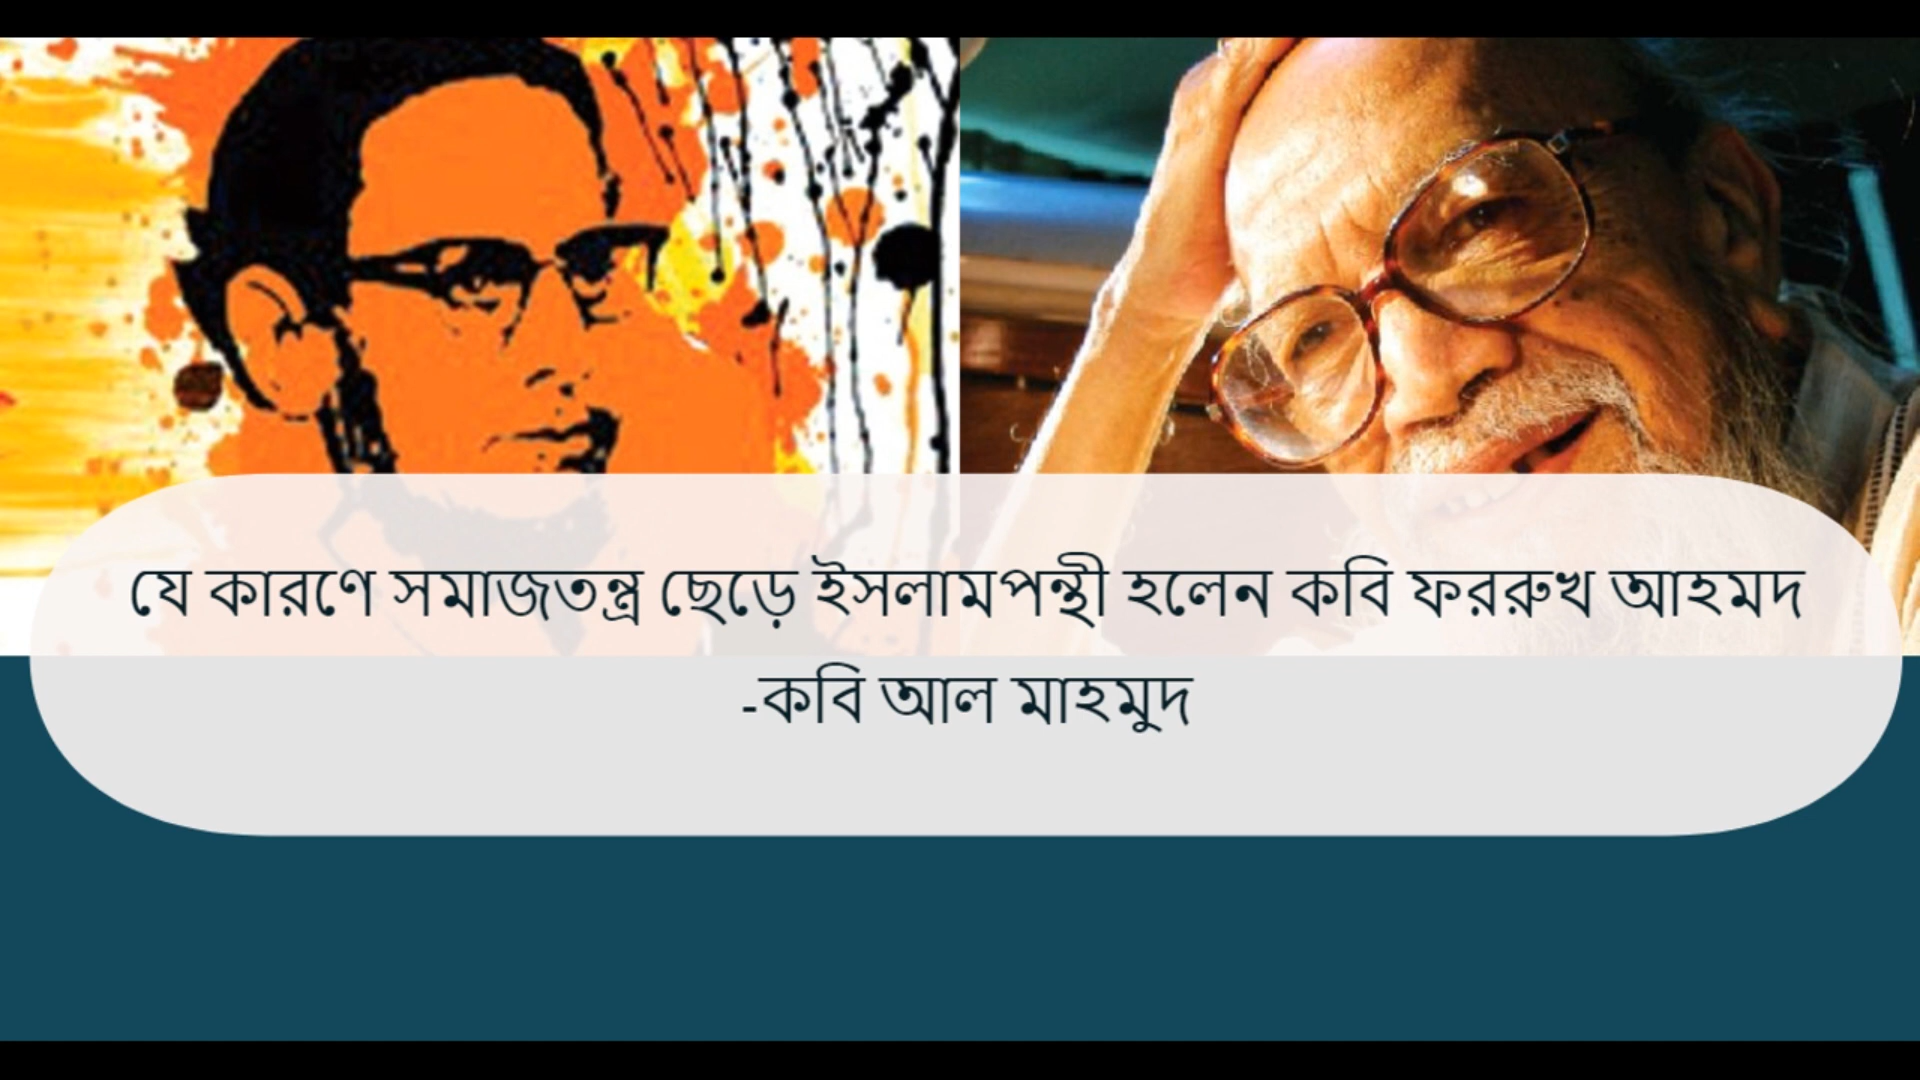 যে কারণে সমাজতন্ত্র ছেড়ে ইসলামপন্থী হলেন কবি ফররুখ আহমদ
-কবি আল মাহমুদ